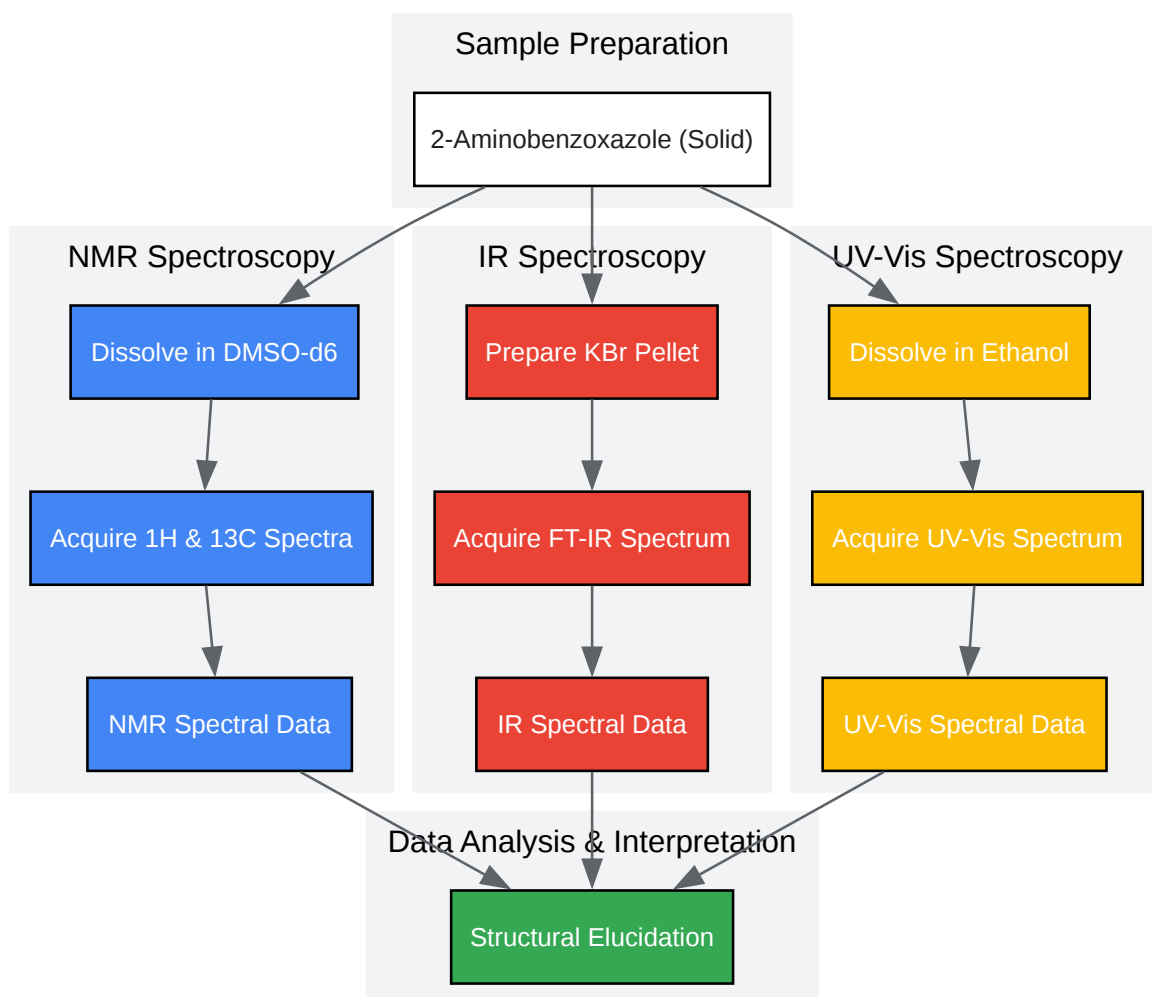 Sample Preparation
2-Aminobenzoxazole (Solid)
NMR Spectroscopy
IR Spectroscopy
UV-Vis Spectroscopy
Dissolve in DMSO-d6
Prepare KBr Pellet
Dissolve in Ethanol
Acquire 1H & 13C Spectra
Acquire FT-IR Spectrum
Acquire UV-Vis Spectrum
NMR Spectral Data
IR Spectral Data
UV-Vis Spectral Data
Data Analysis & Interpretation
Structural Elucidation